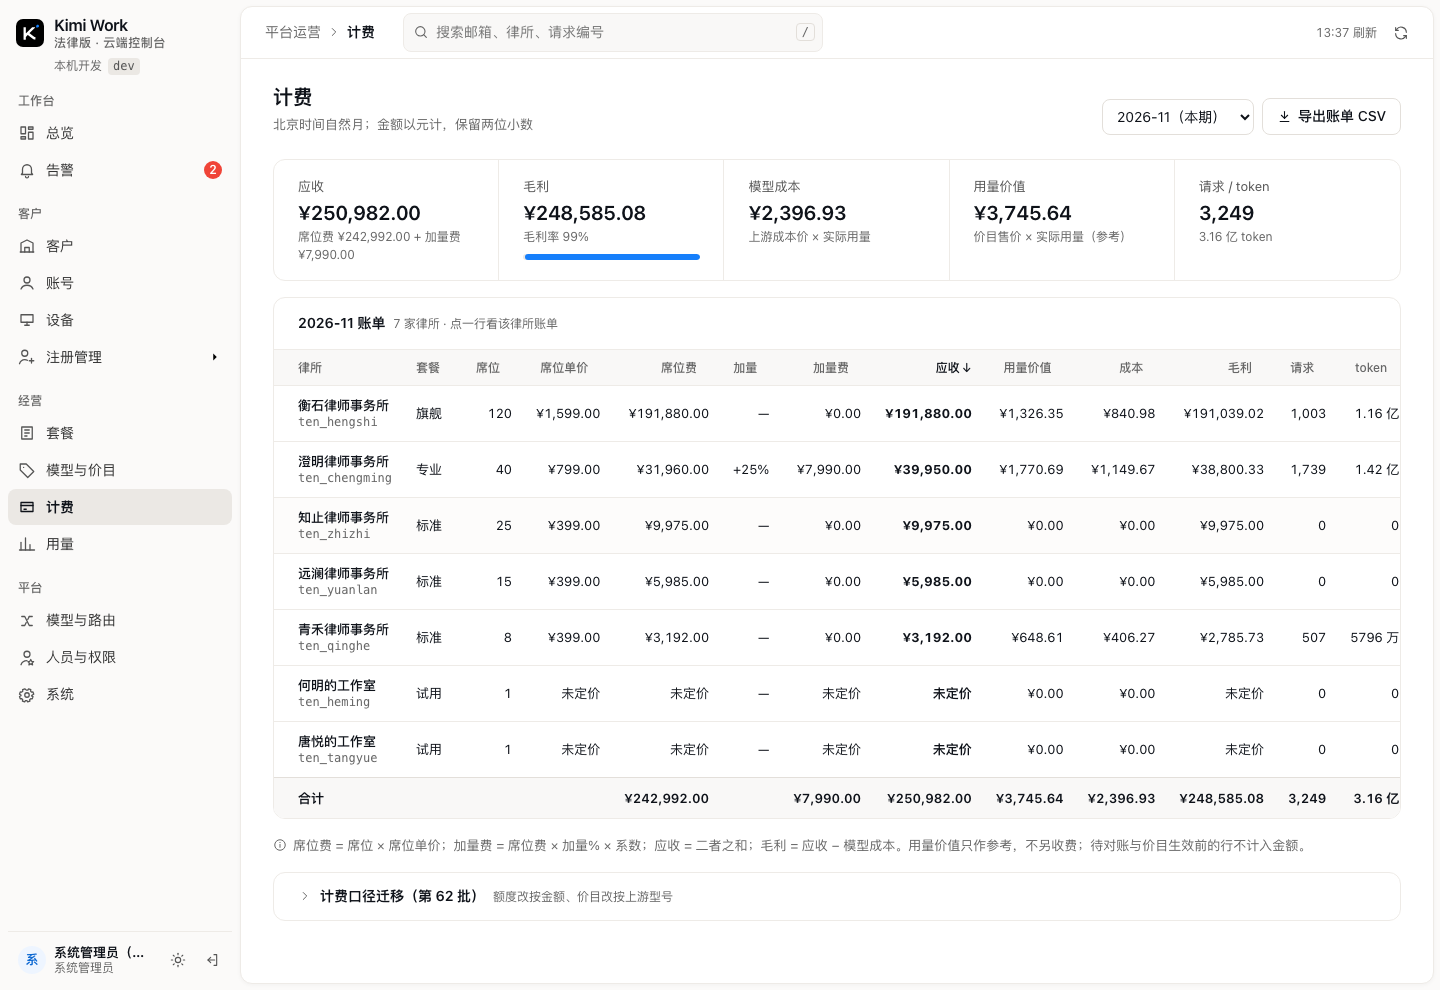 Kimi Work
法律版 · 云端控制台
本机开发 dev
工作台
总览
告警 2
客户
客户
账号
设备
注册管理
经营
套餐
模型与价目
计费
用量
平台
模型与路由
人员与权限
系统
系 系统管理员（...
系统管理员
平台运营 > 计费
搜索邮箱、律所、请求编号 /
13:37 刷新
计费
北京时间自然月；金额以元计，保留两位小数
2026-11（本期）
导出账单 CSV
应收
¥250,982.00
席位费 ¥242,992.00 + 加量费
¥7,990.00
毛利
¥248,585.08
毛利率 99%
模型成本
¥2,396.93
上游成本价 × 实际用量
用量价值
¥3,745.64
价目售价 × 实际用量（参考）
请求 / token
3,249
3.16 亿 token
2026-11 账单 7 家律所 · 点一行看该律所账单
律所 套餐 席位 席位单价 席位费 加量 加量费 应收 ↓ 用量价值 成本 毛利 请求 token
衡石律师事务所 旗舰 120 ¥1,599.00 ¥191,880.00 — ¥0.00 ¥191,880.00 ¥1,326.35 ¥840.98 ¥191,039.02 1,003 1.16 亿
ten_hengshi
澄明律师事务所 专业 40 ¥799.00 ¥31,960.00 +25% ¥7,990.00 ¥39,950.00 ¥1,770.69 ¥1,149.67 ¥38,800.33 1,739 1.42 亿
ten_chengming
知止律师事务所 标准 25 ¥399.00 ¥9,975.00 — ¥0.00 ¥9,975.00 ¥0.00 ¥0.00 ¥9,975.00 0 0
ten_zhizhi
远澜律师事务所 标准 15 ¥399.00 ¥5,985.00 — ¥0.00 ¥5,985.00 ¥0.00 ¥0.00 ¥5,985.00 0 0
ten_yuanlan
青禾律师事务所 标准 8 ¥399.00 ¥3,192.00 — ¥0.00 ¥3,192.00 ¥648.61 ¥406.27 ¥2,785.73 507 5796 万
ten_qinghe
何明的工作室 试用 1 未定价 未定价 — 未定价 未定价 ¥0.00 ¥0.00 未定价 0 0
ten_heming
唐悦的工作室 试用 1 未定价 未定价 — 未定价 未定价 ¥0.00 ¥0.00 未定价 0 0
ten_tangyue
合计 ¥242,992.00 ¥7,990.00 ¥250,982.00 ¥3,745.64 ¥2,396.93 ¥248,585.08 3,249 3.16 亿
席位费 = 席位 × 席位单价；加量费 = 席位费 × 加量% × 系数；应收 = 二者之和；毛利 = 应收 − 模型成本。用量价值只作参考，不另收费；待对账与价目生效前的行不计入金额。
计费口径迁移（第 62 批） 额度改按金额、价目改按上游型号